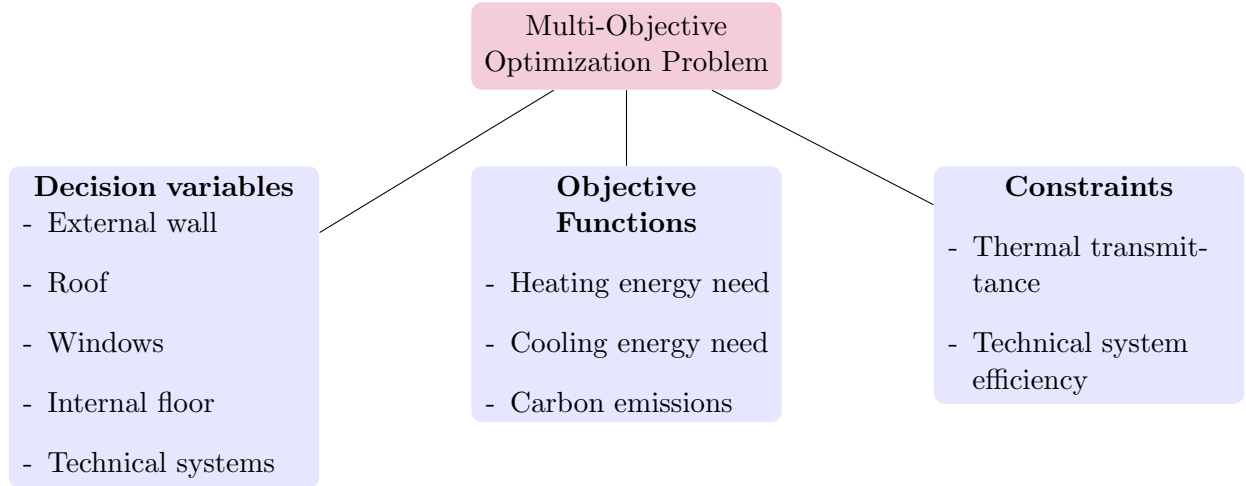 Multi-Objective
Optimization Problem
Decision variables
- External wall
- Roof
- Windows
- Internal floor
- Technical systems
Objective
Functions
- Heating energy need
- Cooling energy need
- Carbon emissions
Constraints
- Thermal transmit-
tance
- Technical system
efficiency